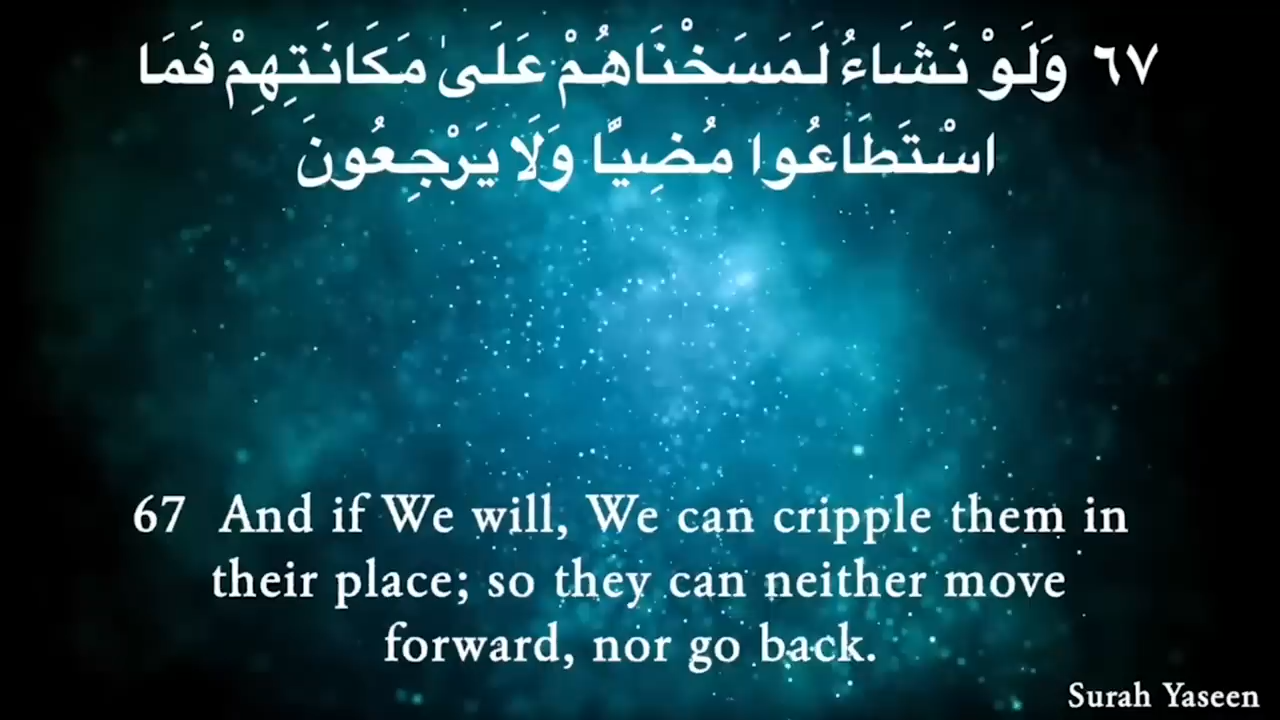 ٦٧ وَلَوْ نَشَاءُ لَمَسَخْنَاهُمْ عَلَىٰ مَكَانَتِهِمْ فَمَا
اسْتَطَاعُوا مُضِيًّا وَلَا يَرْجِعُونَ
67 And if We will, We can cripple them in
their place; so they can neither move
forward, nor go back.
Surah Yaseen